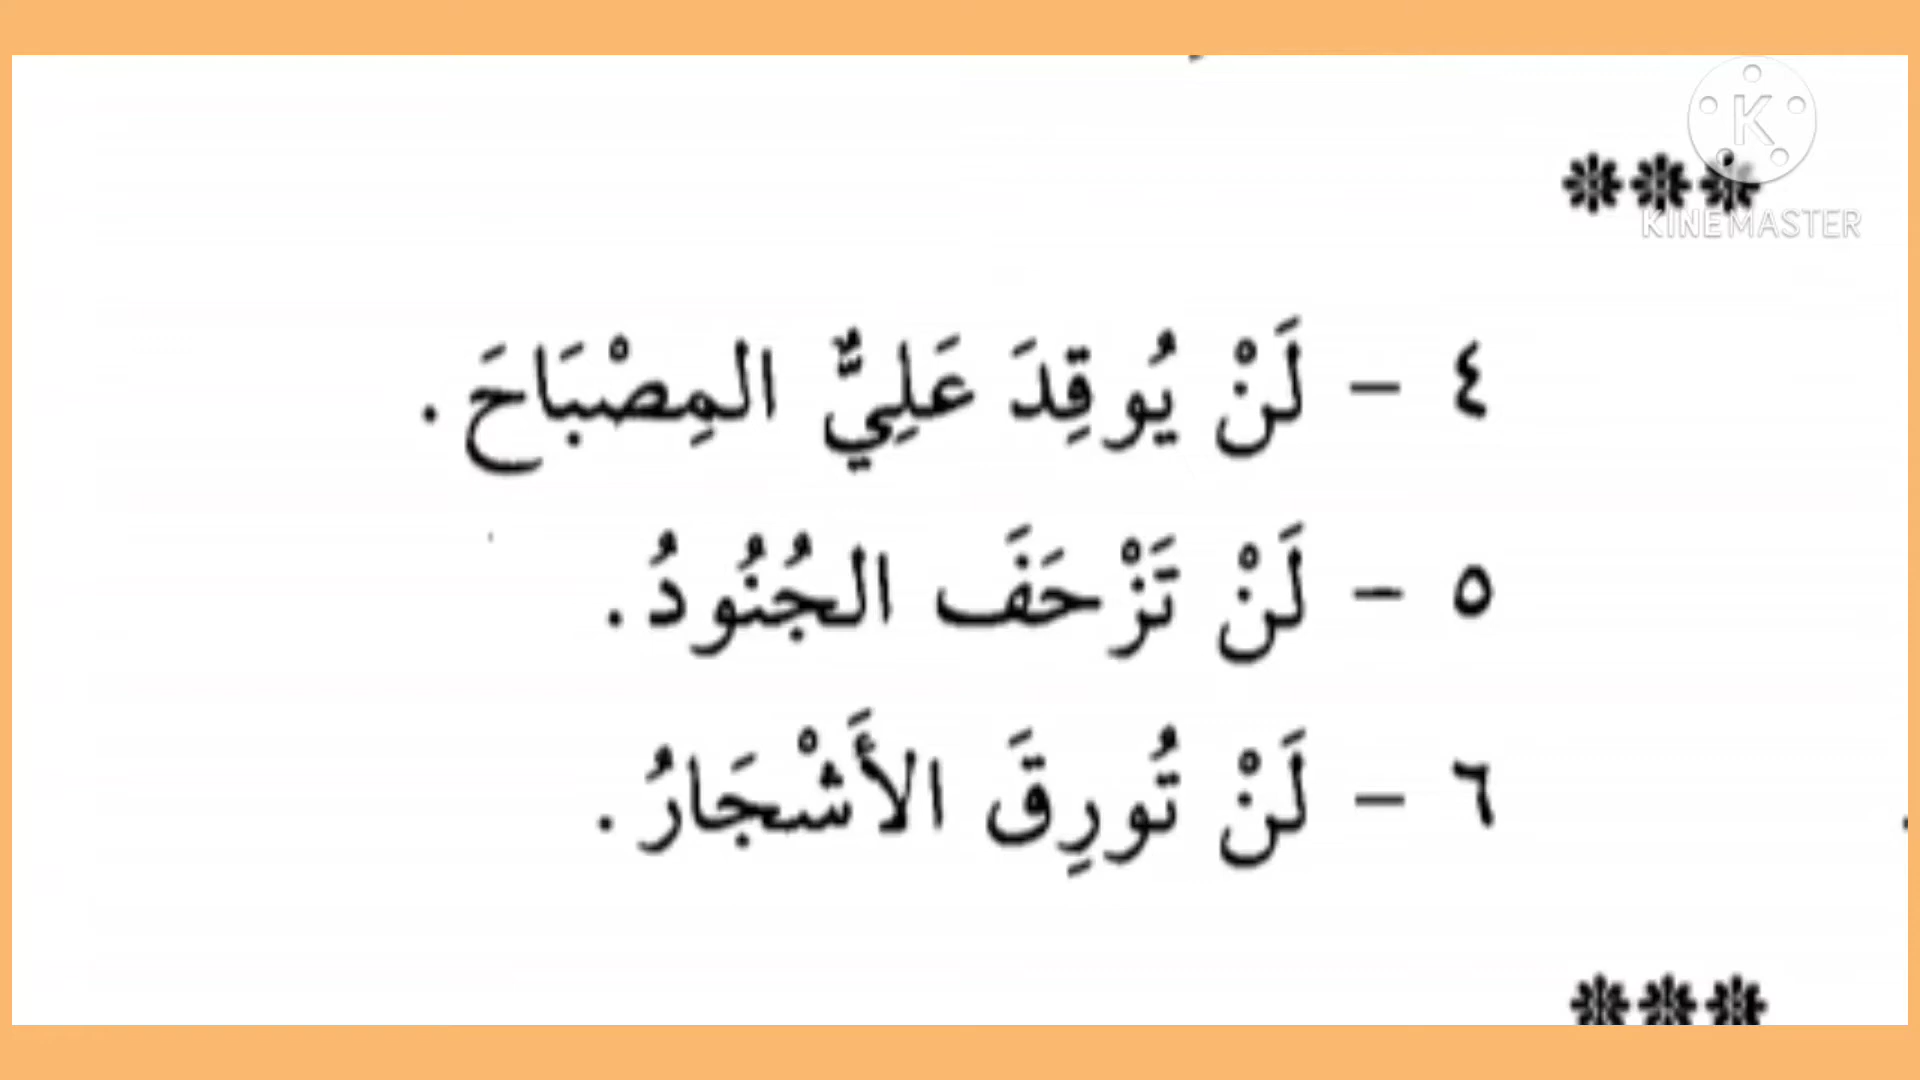 KINEMASTER
***
٤ - لَنْ يُوقِدَ عَلِيٌّ المِصْبَاحَ .
٥ - لَنْ تَزْحَفَ الجُنُودُ .
٦ - لَنْ تُورِقَ الأَشْجَارُ .
***